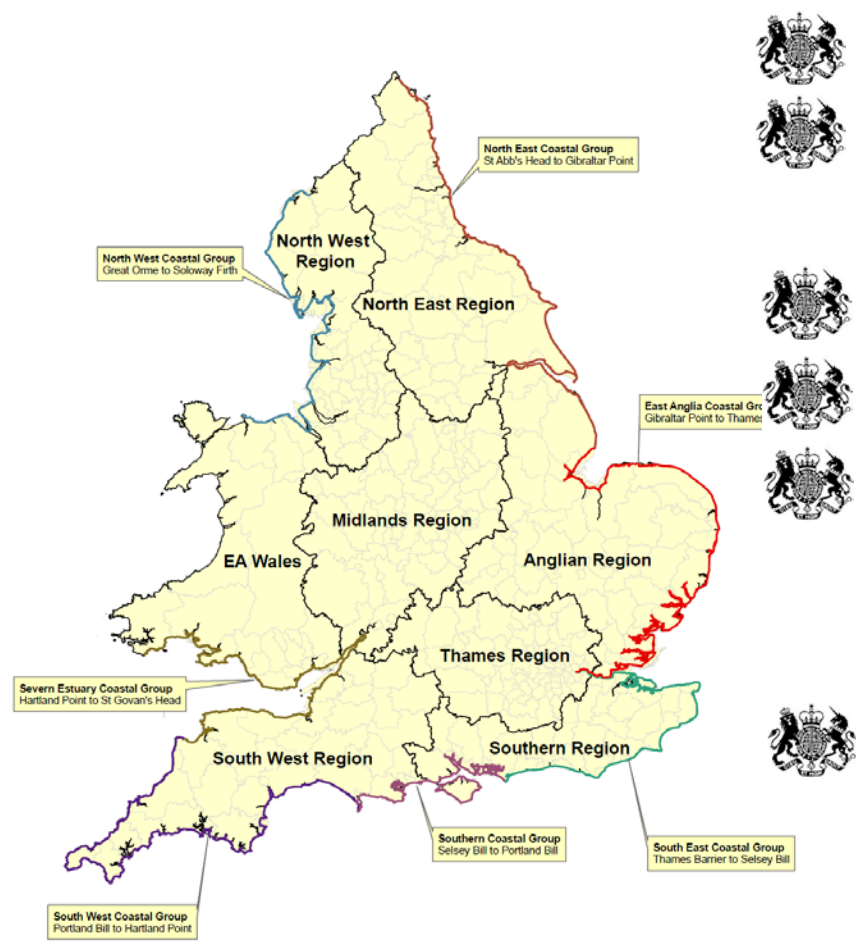 North East Coastal Group
St Abb's Head to Gibraltar Point
North West
Region
North West Coastal Group
Great Orme to Soloway Firth
North East Region
East Anglia Coastal Gro
Gibraltar Point to Thames
Midlands Region
EA Wales
Anglian Region
Thames Region
Severn Estuary Coastal Group
Hartland Point to St Govan's Head
South West Region
Southern Region
Southern Coastal Group
Selsey Bill to Portland Bill
South East Coastal Group
Thames Barrier to Selsey Bill
South West Coastal Group
Portland Bill to Hartland Point